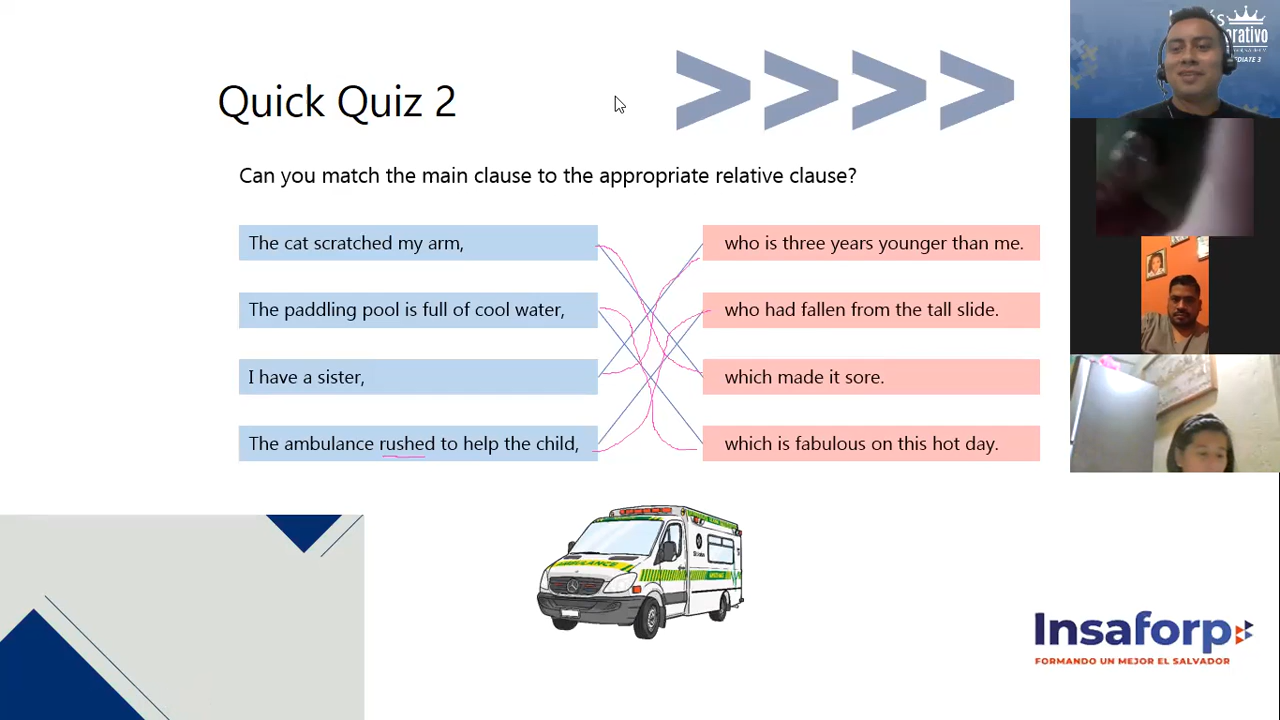 Quick Quiz 2
Can you match the main clause to the appropriate relative clause?
The cat scratched my arm,
who is three years younger than me.
The paddling pool is full of cool water,
who had fallen from the tall slide.
I have a sister,
which made it sore.
The ambulance rushed to help the child,
which is fabulous on this hot day.
AMBULANCE
Insaforp
FORMANDO UN MEJOR EL SALVADOR